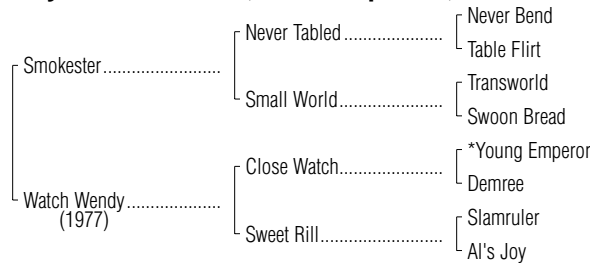 Never Bend
Never Tabled
Table Flirt
Smokester
Transworld
Small World
Swoon Bread
*Young Emperor
Close Watch
Demree
Watch Wendy
(1977)
Slamruler
Sweet Rill
Al's Joy